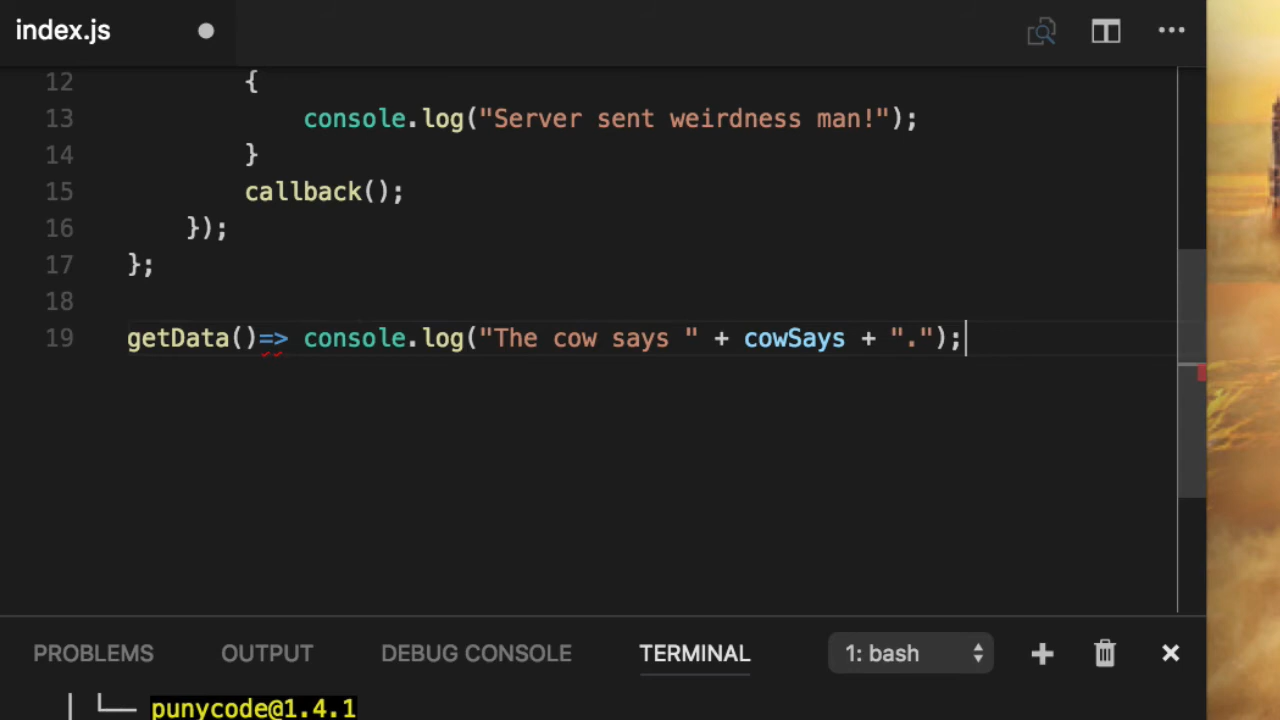 index.js
12 {
13 console.log("Server sent weirdness man!");
14 }
15 callback();
16 });
17 };
18
19 getData()=> console.log("The cow says " + cowSays + ".");
PROBLEMS OUTPUT DEBUG CONSOLE TERMINAL 1: bash
punycode@1.4.1